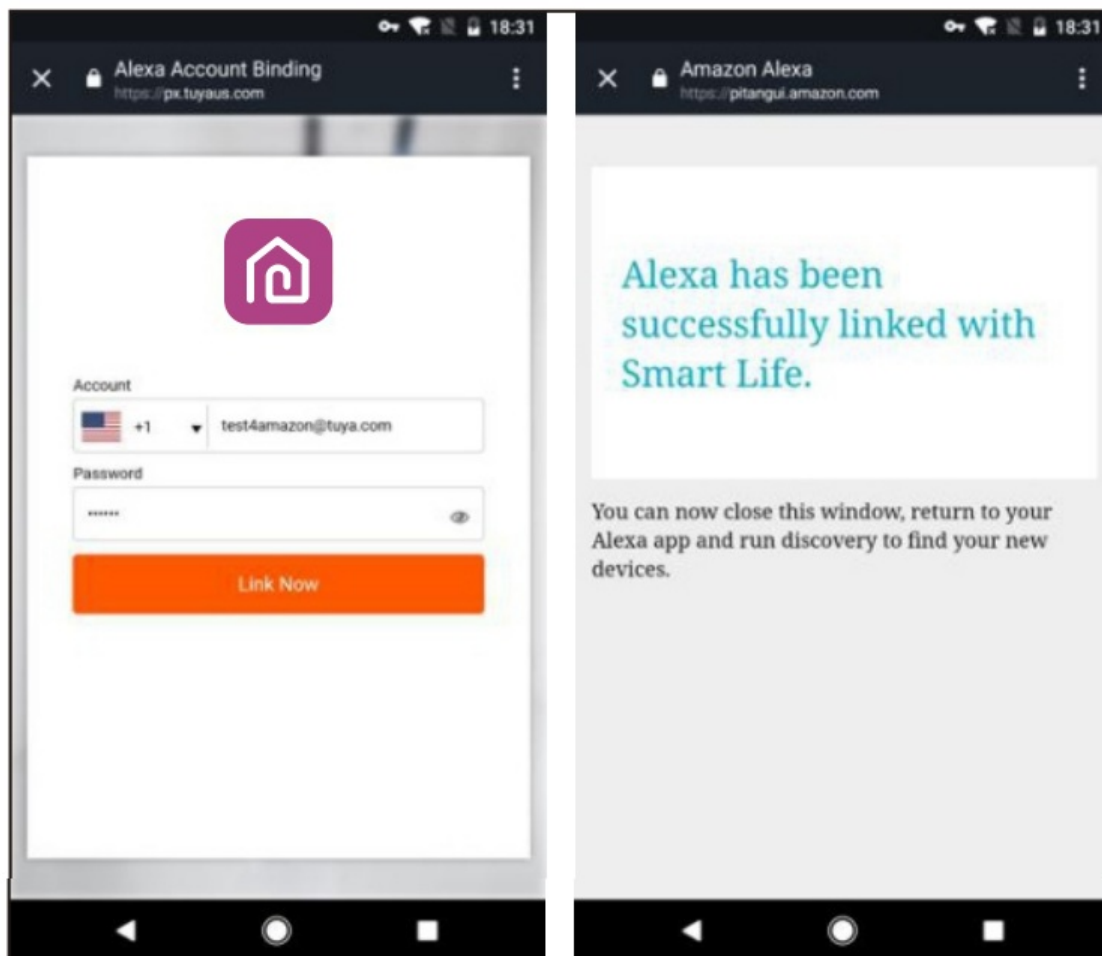 18:31
Alexa Account Binding
https://px.tuyaus.com
Account
+1 test4amazon@tuya.com
Password
••••••
Link Now
18:31
Amazon Alexa
https://pitangui.amazon.com
Alexa has been
successfully linked with
Smart Life.
You can now close this window, return to your
Alexa app and run discovery to find your new
devices.